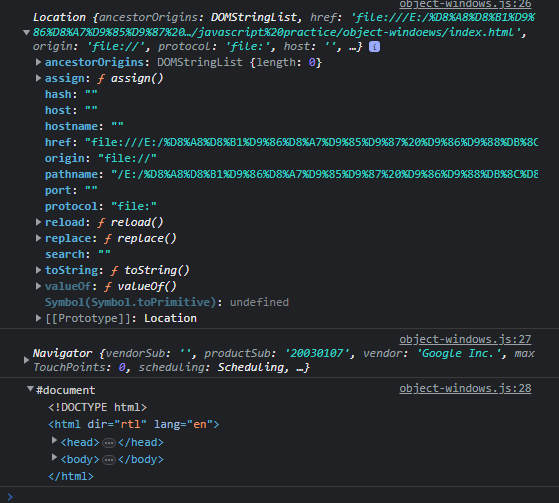 object-windows.js:26
Location {ancestorOrigins: DOMStringList, href: 'file:///E:/%D8%A8%D8%B1%D9%
86%D8%A7%D9%85%D9%87%20…/javascript%20practice/object-windoews/index.html',
origin: 'file://', protocol: 'file:', host: '', …}
ancestorOrigins: DOMStringList {length: 0}
assign: ƒ assign()
hash: ""
host: ""
hostname: ""
href: "file:///E:/%D8%A8%D8%B1%D9%86%D8%A7%D9%85%D9%87%20%D9%86%D9%88%DB%8C
origin: "file://"
pathname: "/E:/%D8%A8%D8%B1%D9%86%D8%A7%D9%85%D9%87%20%D9%86%D9%88%DB%8C%D8
port: ""
protocol: "file:"
reload: ƒ reload()
replace: ƒ replace()
search: ""
toString: ƒ toString()
valueOf: ƒ valueOf()
Symbol(Symbol.toPrimitive): undefined
[[Prototype]]: Location
object-windows.js:27
Navigator {vendorSub: '', productSub: '20030107', vendor: 'Google Inc.', max
TouchPoints: 0, scheduling: Scheduling, …}
object-windows.js:28
#document
<!DOCTYPE html>
<html dir="rtl" lang="en">
<head>…</head>
<body>…</body>
</html>